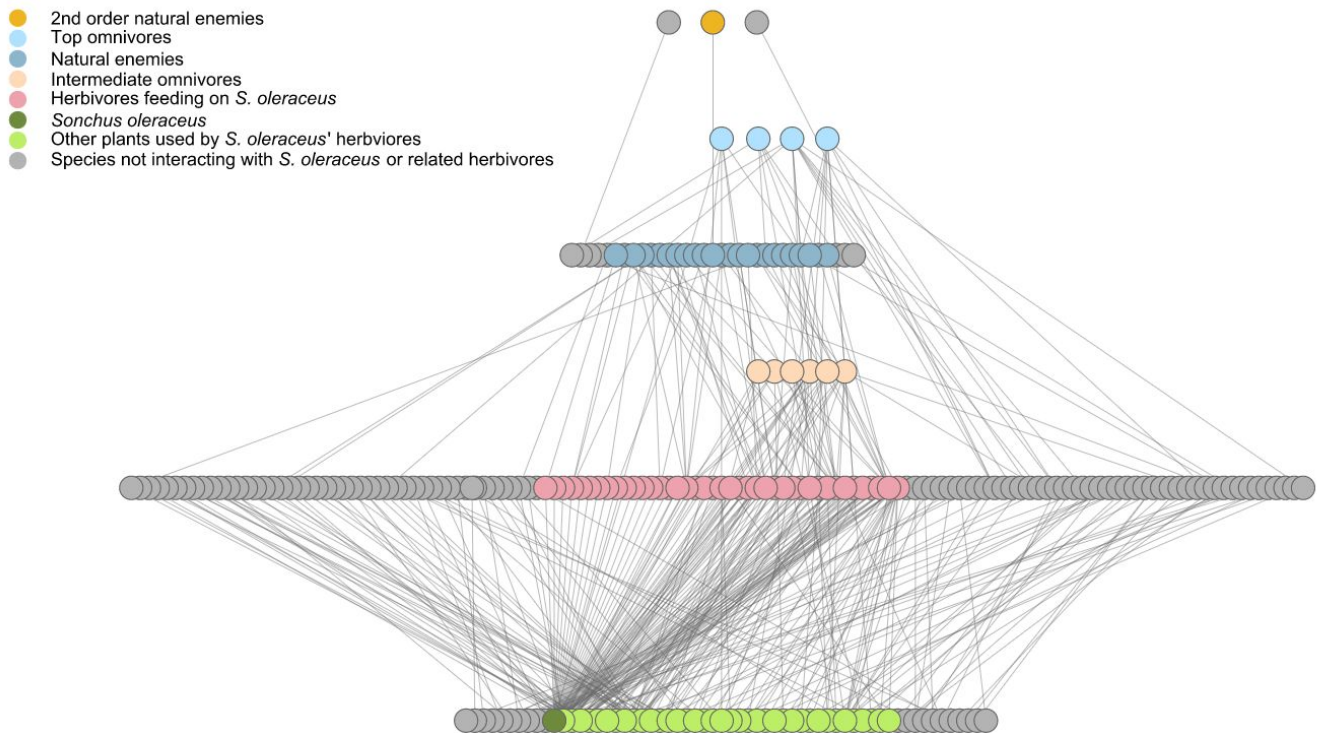 2nd order natural enemies
Top omnivores
Natural enemies
Intermediate omnivores
Herbivores feeding on S. oleraceus
Sonchus oleraceus
Other plants used by S. oleraceus' herbviores
Species not interacting with S. oleraceus or related herbivores